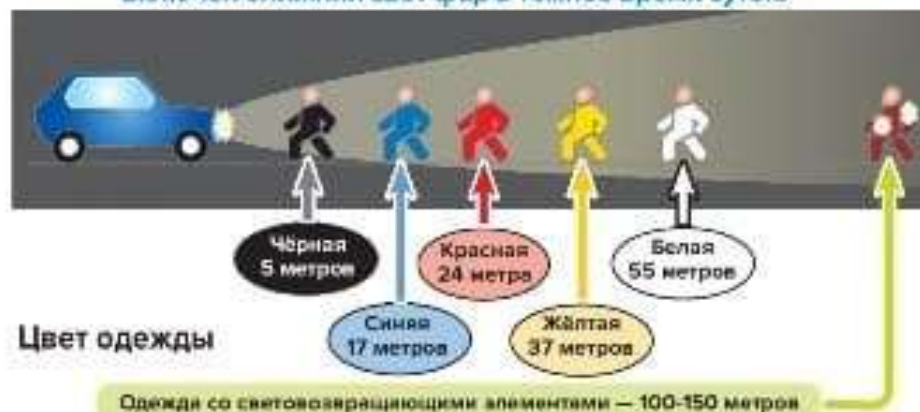 Чёрная
5 метров
Красная
24 метра
Белая
55 метров
Синяя
17 метров
Жёлтая
37 метров
Цвет одежды
Одежда со световозвращающими элементами — 100-150 метров